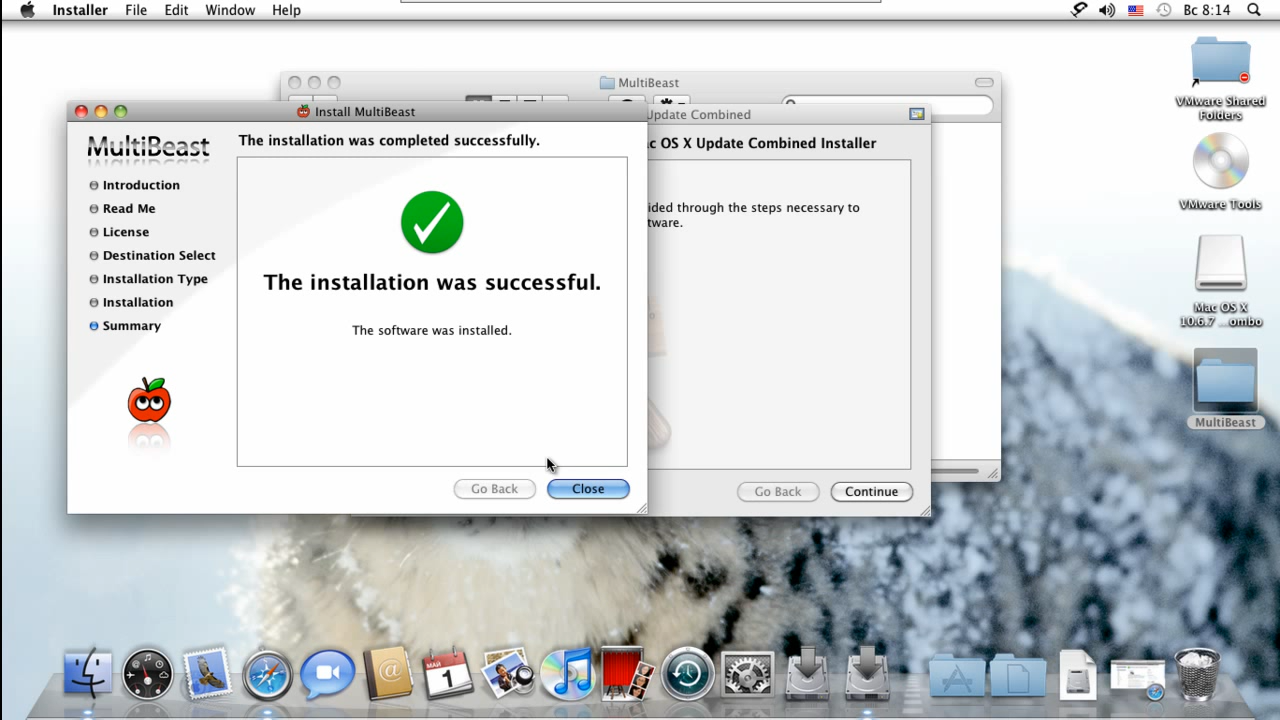 Installer File Edit Window Help
Вс 8:14
MultiBeast
Install MultiBeast
Update Combined
MultiBeast
The installation was completed successfully.
c OS X Update Combined Installer
Introduction
Read Me
License
Destination Select
Installation Type
Installation
Summary
The installation was successful.
The software was installed.
ided through the steps necessary to
tware.
Go Back
Close
Go Back
Continue
VMware Shared
Folders
VMware Tools
Mac OS X
10.6.7 ...ombo
MultiBeast
МАЙ
1